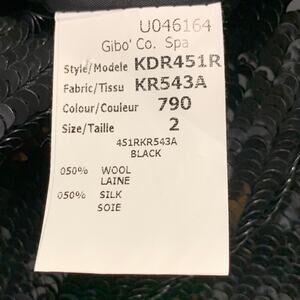 U046164
Gibo' Co. Spa
Style/Modele KDR451R
Fabric/Tissu KR543A
Colour/Couleur 790
Size/Taille 2
451RKR543A
BLACK
050% WOOL
LAINE
050% SILK
SOIE